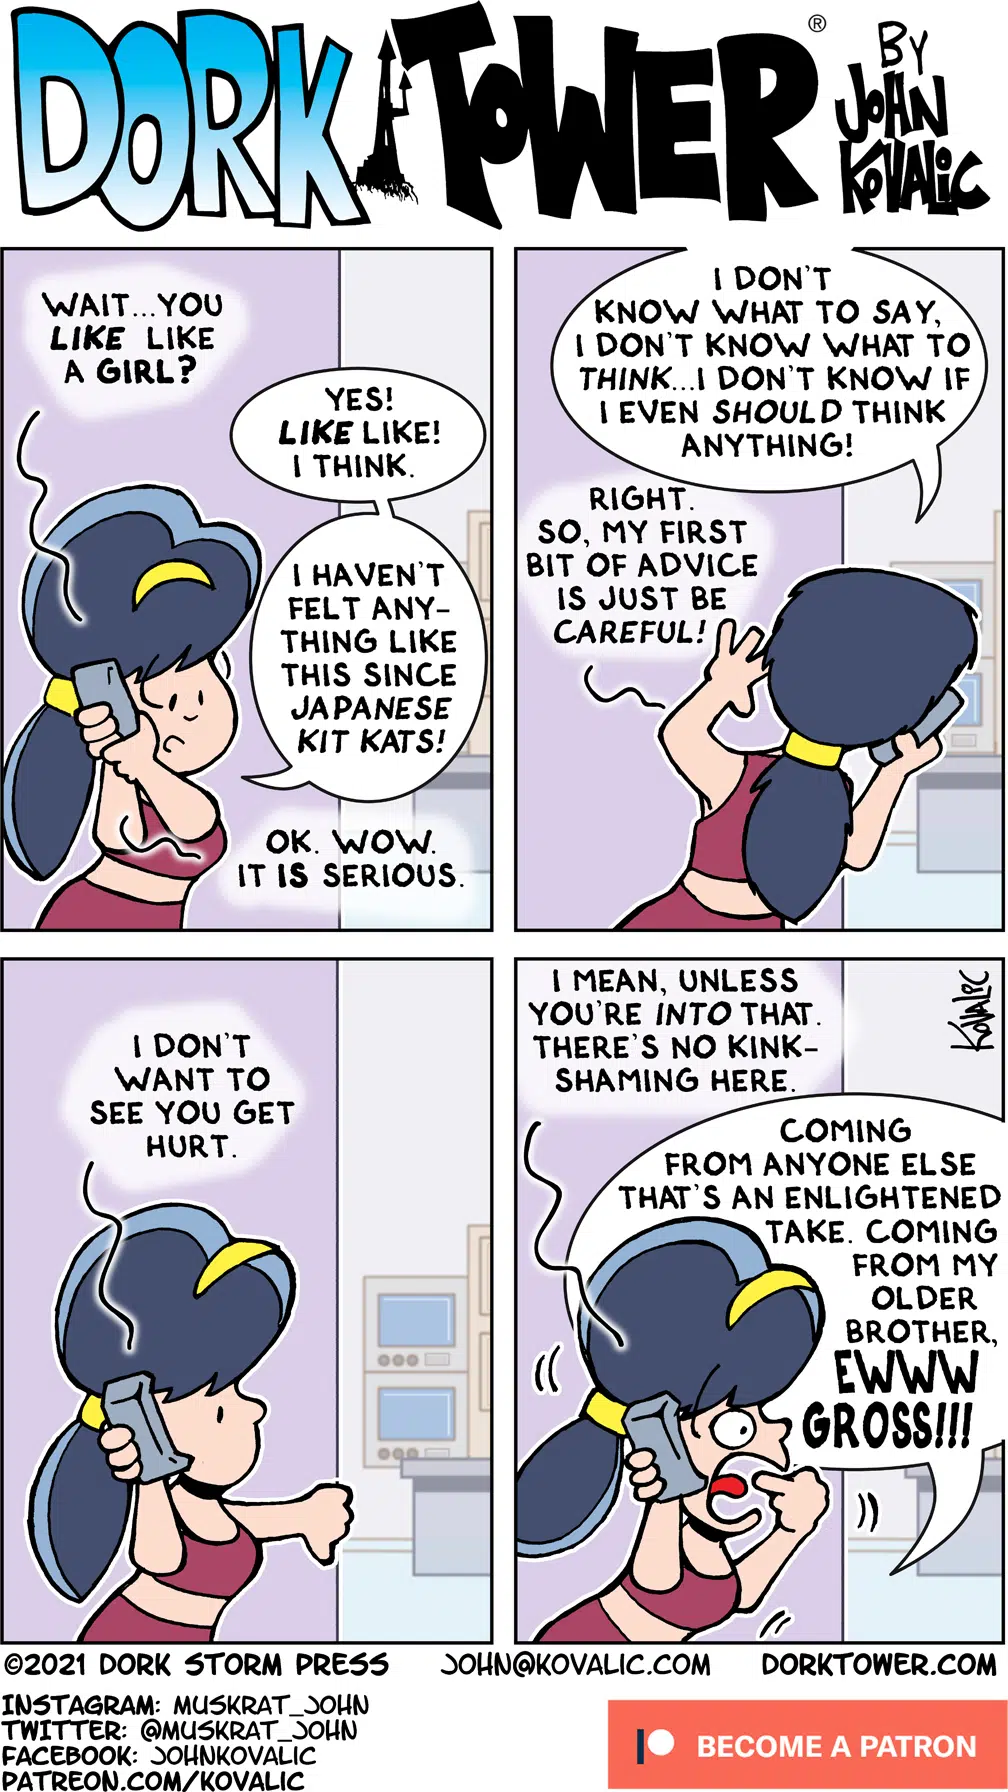 DORK TOWER®
BY
JOHN
KOVALIC
WAIT...YOU
LIKE LIKE
A GIRL?
YES!
LIKE LIKE!
I THINK.
I HAVEN'T
FELT ANY-
THING LIKE
THIS SINCE
JAPANESE
KIT KATS!
OK. WOW.
IT IS SERIOUS.
I DON'T
KNOW WHAT TO SAY,
I DON'T KNOW WHAT TO
THINK...I DON'T KNOW IF
I EVEN SHOULD THINK
ANYTHING!
RIGHT.
SO, MY FIRST
BIT OF ADVICE
IS JUST BE
CAREFUL!
I DON'T
WANT TO
SEE YOU GET
HURT.
I MEAN, UNLESS
YOU'RE INTO THAT.
THERE'S NO KINK-
SHAMING HERE.
KOVALIC
COMING
FROM ANYONE ELSE
THAT'S AN ENLIGHTENED
TAKE. COMING
FROM MY
OLDER
BROTHER,
EWWW
GROSS!!!
©2021 DORK STORM PRESS JOHN@KOVALIC.COM DORKTOWER.COM
INSTAGRAM: MUSKRAT_JOHN
TWITTER: @MUSKRAT_JOHN
FACEBOOK: JOHNKOVALIC
PATREON.COM/KOVALIC
BECOME A PATRON